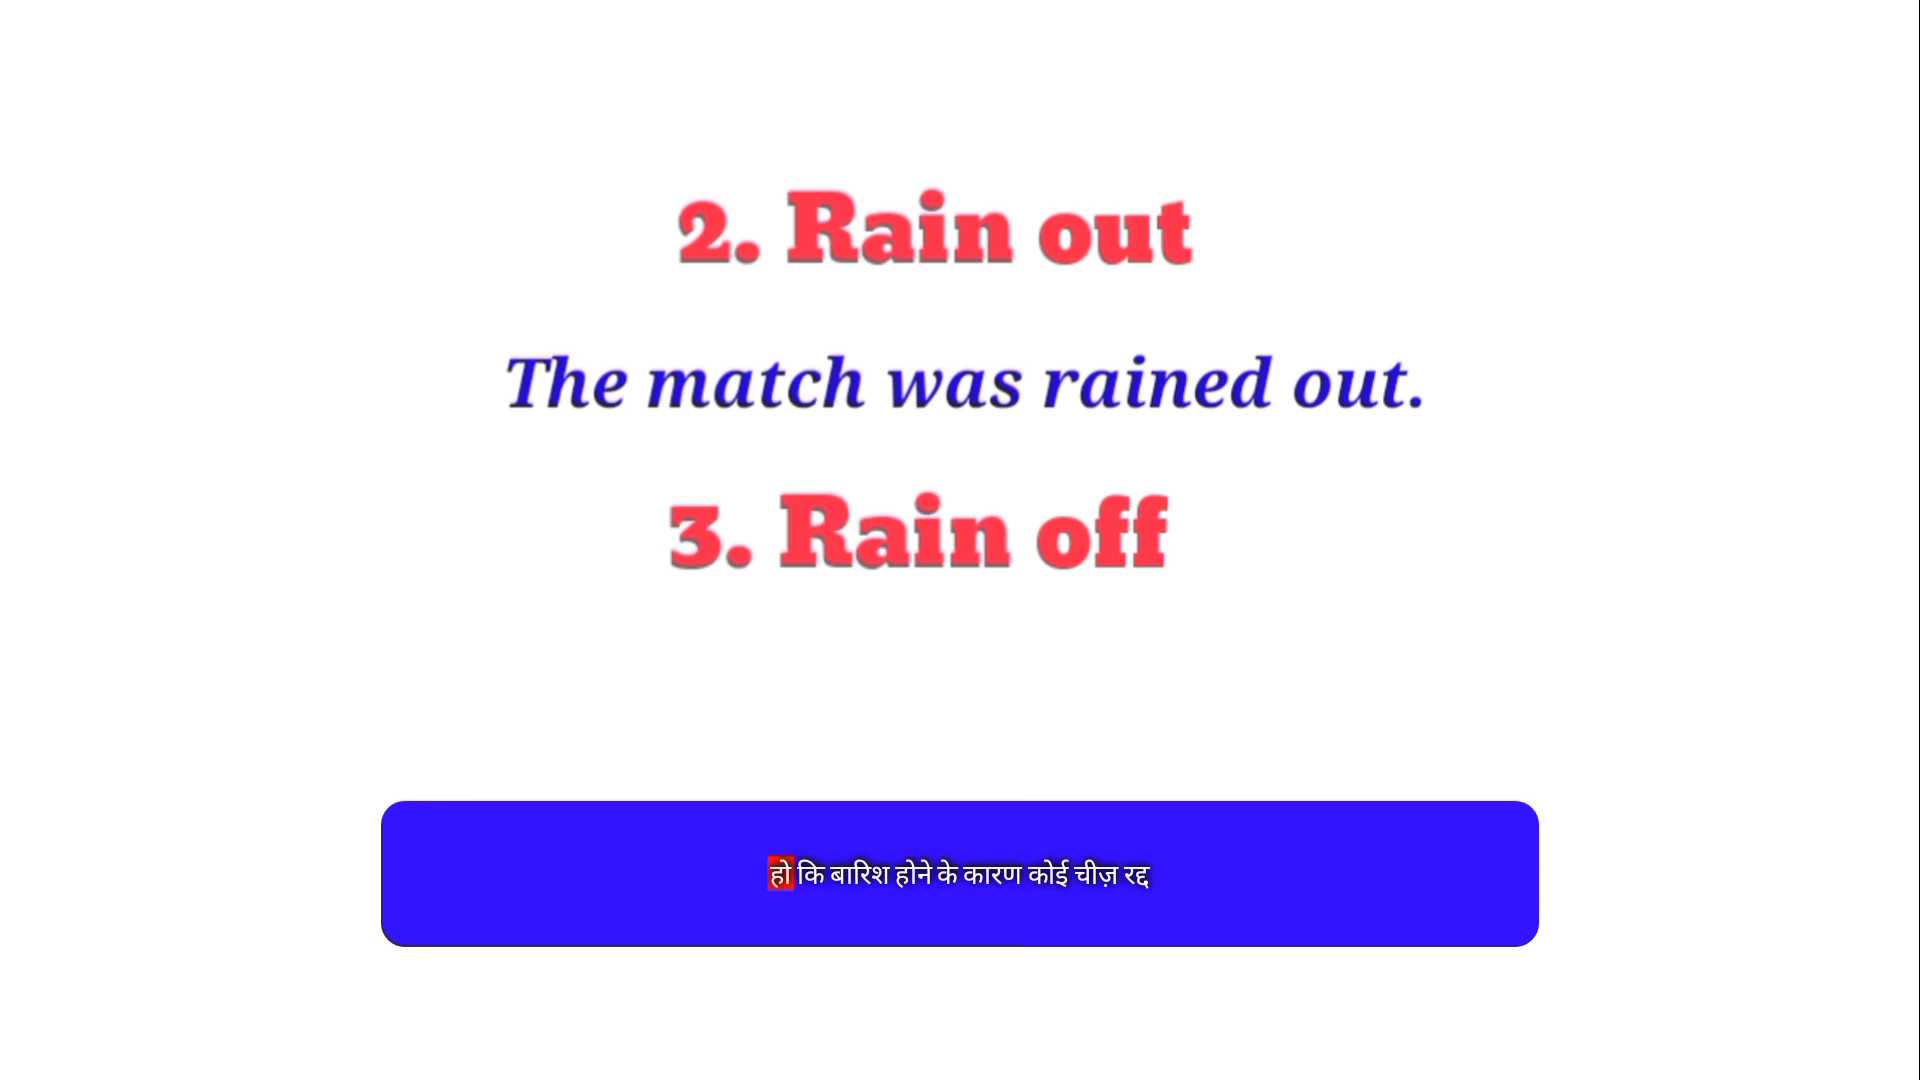 2. Rain out
The match was rained out.
3. Rain off
हो कि बारिश होने के कारण कोई चीज़ रद्द